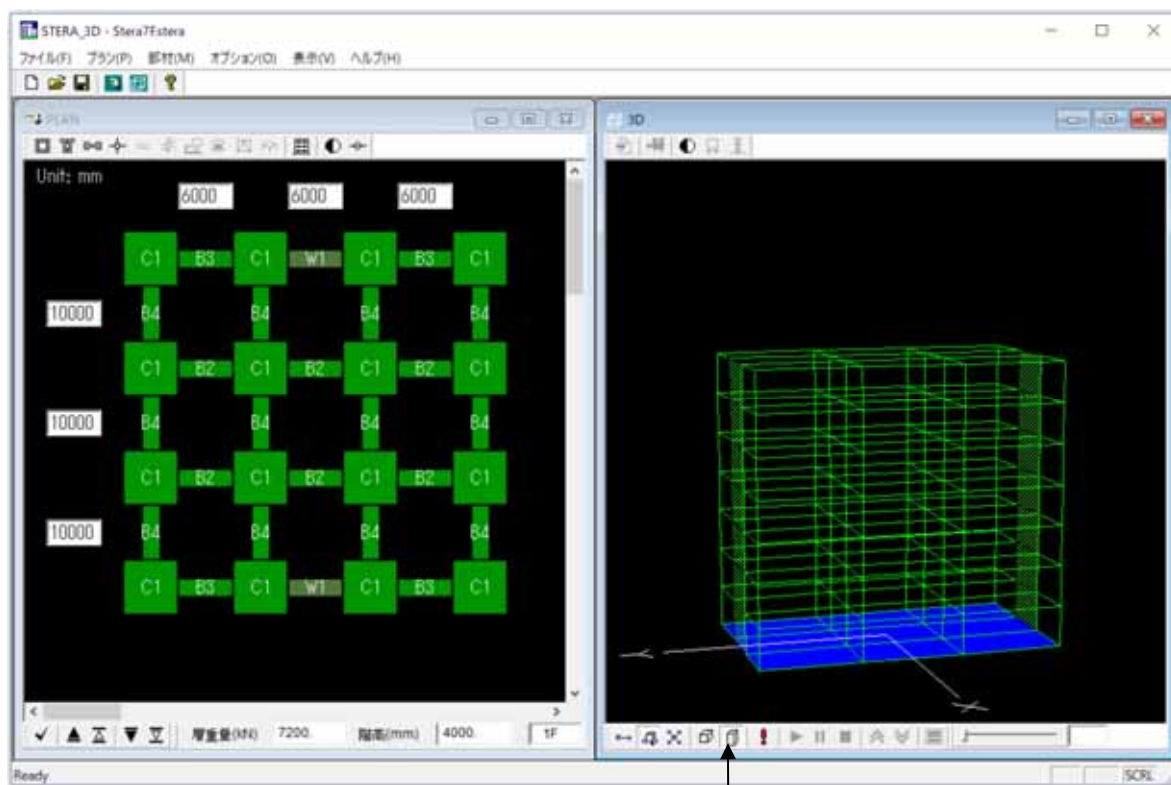 STERA_3D - Stera7Fstera
ファイル(F) プラン(P) 部材(M) オプション(O) 表示(V) ヘルプ(H)
PLAN
Unit: mm
6000 6000 6000
C1 B3 C1 W1 C1 B3 C1
10000 B4 B4 B4 B4
C1 B2 C1 B2 C1 B2 C1
10000 B4 B4 B4 B4
C1 B2 C1 B2 C1 B2 C1
10000 B4 B4 B4 B4
C1 B3 C1 W1 C1 B3 C1
層重量(kN) 7200. 階高(mm) 4000. 1F
3D
Y
X
Ready
SCRL